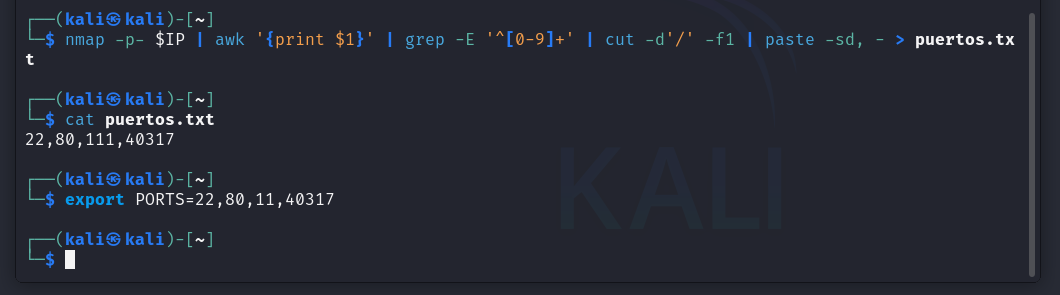 ┌──(kali㉿kali)-[~]
└─$ nmap -p- $IP | awk '{print $1}' | grep -E '^[0-9]+' | cut -d'/' -f1 | paste -sd, - > puertos.tx
t
┌──(kali㉿kali)-[~]
└─$ cat puertos.txt
22,80,111,40317
┌──(kali㉿kali)-[~]
└─$ export PORTS=22,80,11,40317
┌──(kali㉿kali)-[~]
└─$
KALI